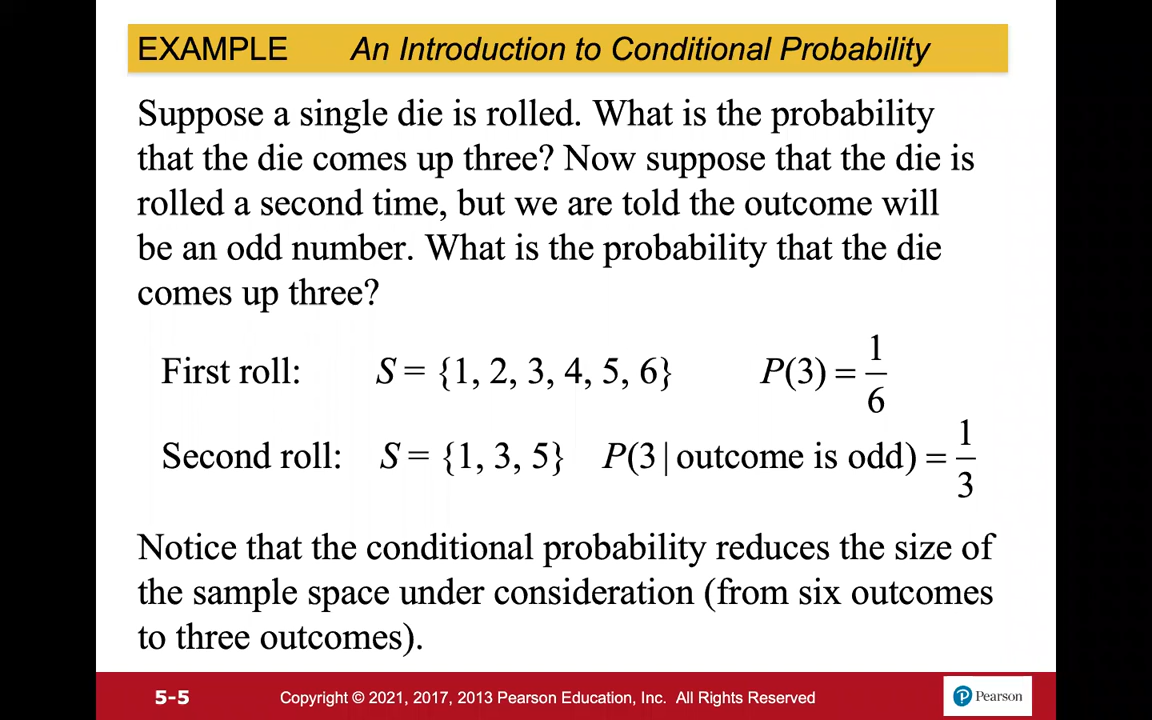 EXAMPLE An Introduction to Conditional Probability
Suppose a single die is rolled. What is the probability
that the die comes up three? Now suppose that the die is
rolled a second time, but we are told the outcome will
be an odd number. What is the probability that the die
comes up three?
First roll: S = {1, 2, 3, 4, 5, 6} P(3) = 1/6
Second roll: S = {1, 3, 5} P(3 | outcome is odd) = 1/3
Notice that the conditional probability reduces the size of
the sample space under consideration (from six outcomes
to three outcomes).
5-5 Copyright © 2021, 2017, 2013 Pearson Education, Inc. All Rights Reserved P Pearson